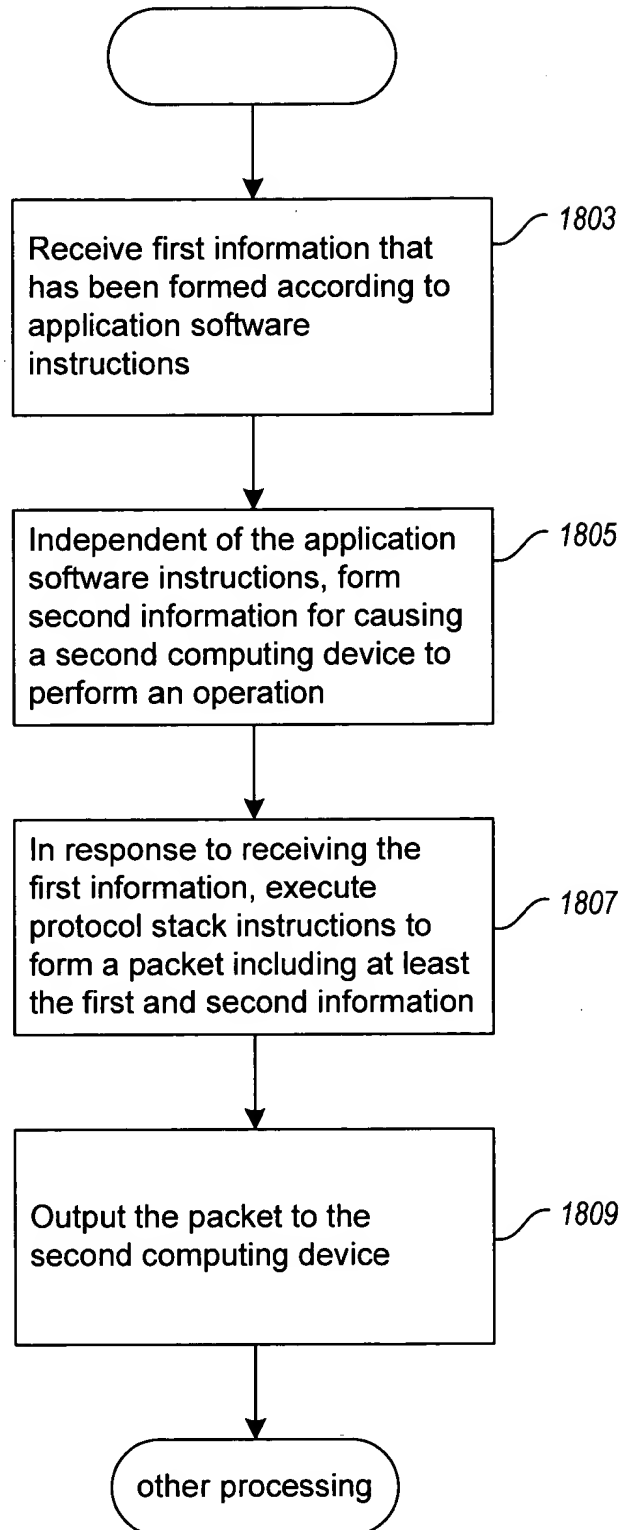 1803
Receive first information that
has been formed according to
application software
instructions
1805
Independent of the application
software instructions, form
second information for causing
a second computing device to
perform an operation
1807
In response to receiving the
first information, execute
protocol stack instructions to
form a packet including at least
the first and second information
1809
Output the packet to the
second computing device
other processing